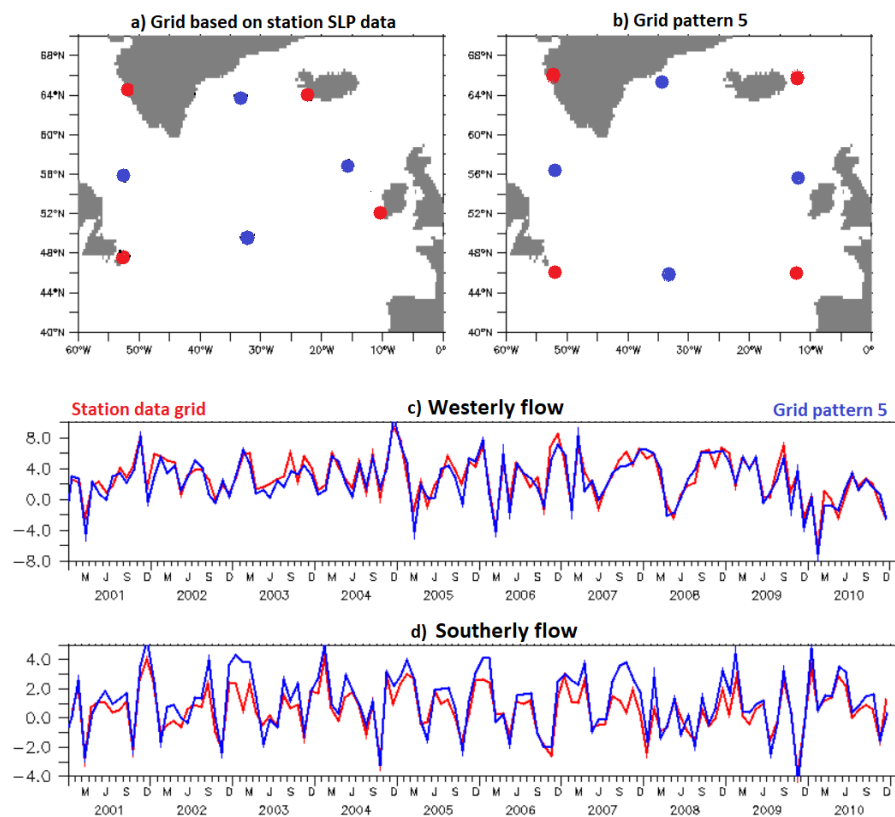 a) Grid based on station SLP data
b) Grid pattern 5
68°N
64°N
60°N
56°N
52°N
48°N
44°N
40°N
60°W 50°W 40°W 30°W 20°W 10°W 0°
68°N
64°N
60°N
56°N
52°N
48°N
44°N
40°N
60°W 50°W 40°W 30°W 20°W 10°W 0°
Station data grid
c) Westerly flow
Grid pattern 5
8.0
4.0
0.0
-4.0
-8.0
M J S D M J S D M J S D M J S D M J S D M J S D M J S D M J S D M J S D M J S D
2001 2002 2003 2004 2005 2006 2007 2008 2009 2010
d) Southerly flow
4.0
2.0
0.0
-2.0
-4.0
M J S D M J S D M J S D M J S D M J S D M J S D M J S D M J S D M J S D M J S D
2001 2002 2003 2004 2005 2006 2007 2008 2009 2010